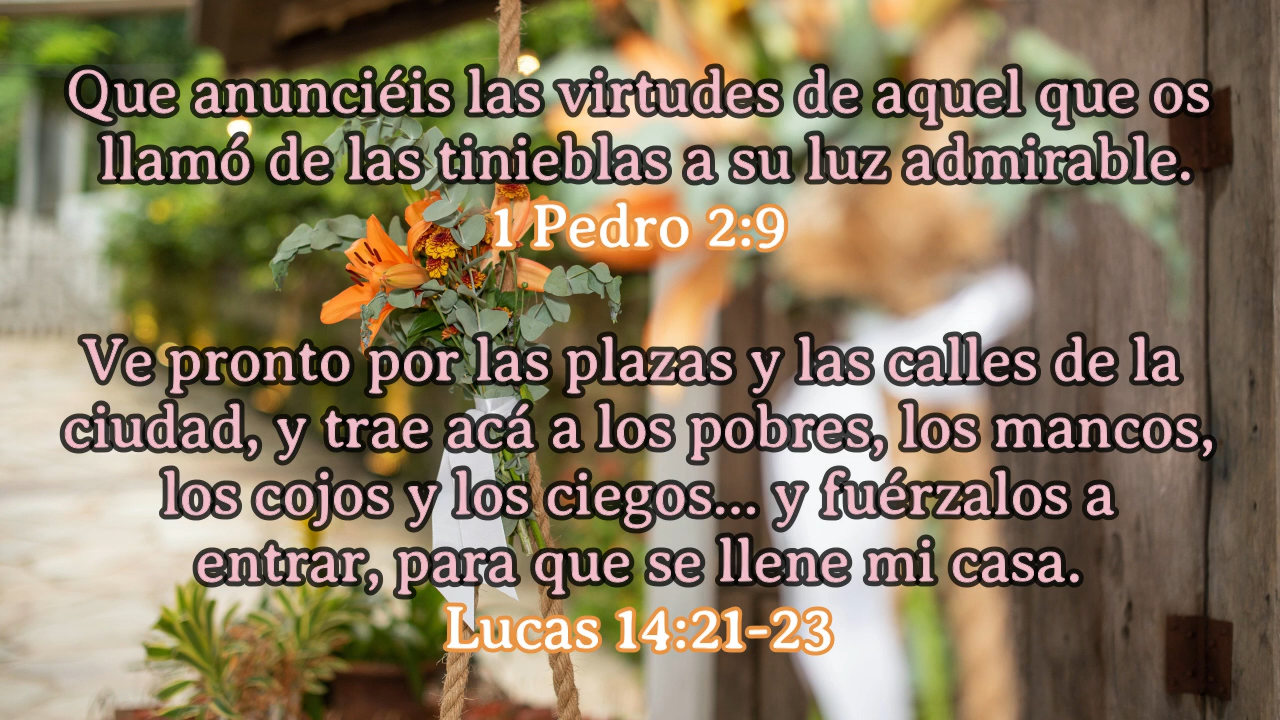 Que anunciéis las virtudes de aquel que os
llamó de las tinieblas a su luz admirable.
1 Pedro 2:9
Ve pronto por las plazas y las calles de la
ciudad, y trae acá a los pobres, los mancos,
los cojos y los ciegos... y fuérzalos a
entrar, para que se llene mi casa.
Lucas 14:21-23